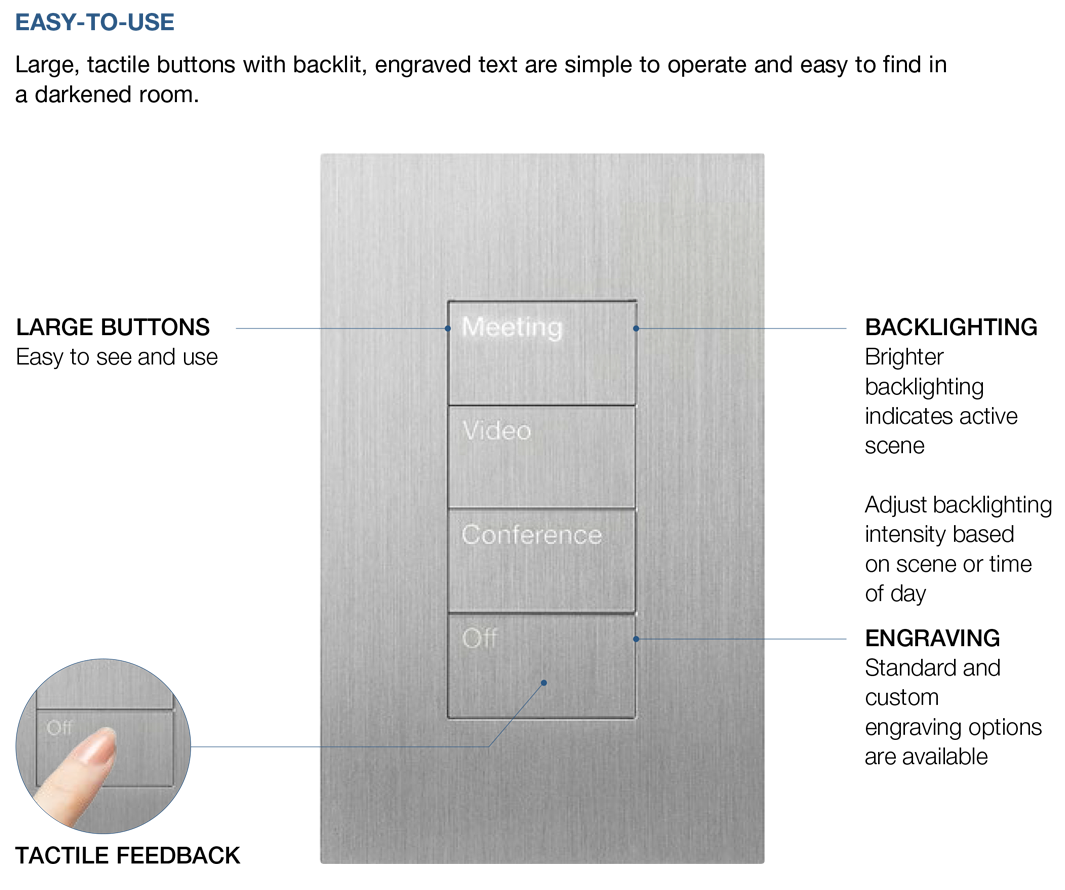 EASY-TO-USE
Large, tactile buttons with backlit, engraved text are simple to operate and easy to find in
a darkened room.
LARGE BUTTONS
Easy to see and use
Meeting
Video
Conference
Off
BACKLIGHTING
Brighter
backlighting
indicates active
scene
Adjust backlighting
intensity based
on scene or time
of day
ENGRAVING
Standard and
custom
engraving options
are available
Off
TACTILE FEEDBACK